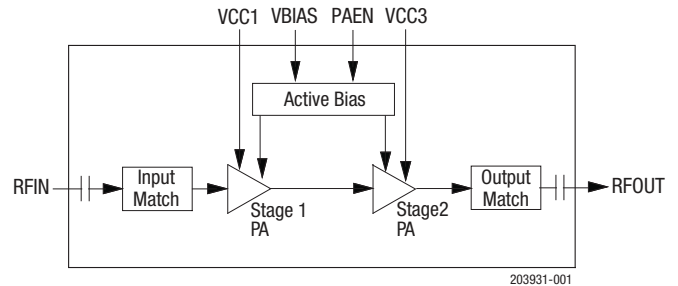 VCC1 VBIAS PAEN VCC3
Active Bias
RFIN
Input
Match
Stage 1
PA
Stage2
PA
Output
Match
RFOUT
203931-001